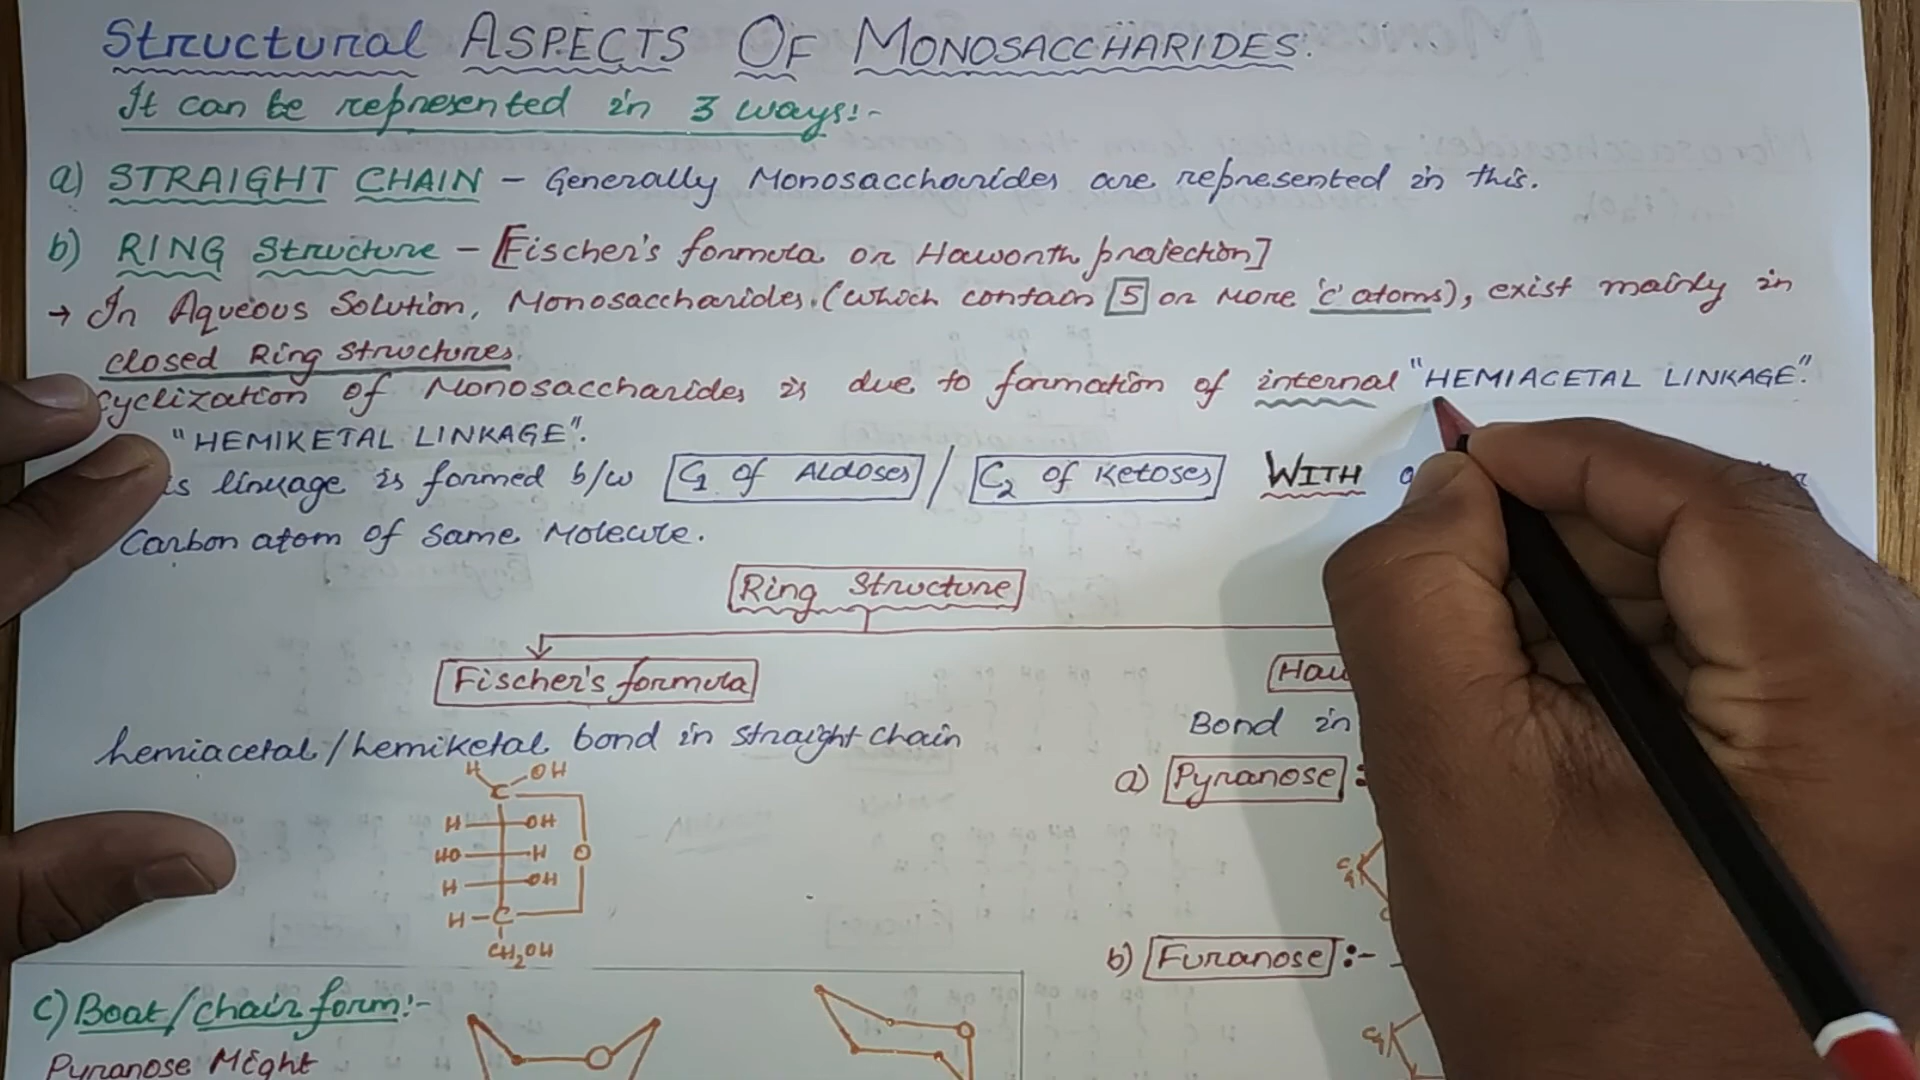 Structural ASPECTS OF MONOSACCHARIDES:
It can be represented in 3 ways:-
a) STRAIGHT CHAIN - Generally Monosaccharides are represented in this.
b) RING Structure - [Fischer's formula or Haworth projection]
→ In Aqueous Solution, Monosaccharides (which contain 5 or more 'c' atoms), exist mainly in
closed Ring structures.
Cyclization of Monosaccharides is due to formation of internal "HEMIACETAL LINKAGE".
"HEMIKETAL LINKAGE".
is linkage is formed b/w C1 of Aldoses / C2 of Ketoses WITH
Carbon atom of same Molecule.
Ring Structure
Fischer's formula
Haw
hemiacetal/hemiketal bond in straight chain
Bond in
H OH
C
H OH
HO H O
H OH
H-C
CH2OH
a) Pyranose :
C1
b) Furanose :-
C1
c) Boat/chair form:-
Pyranose Might